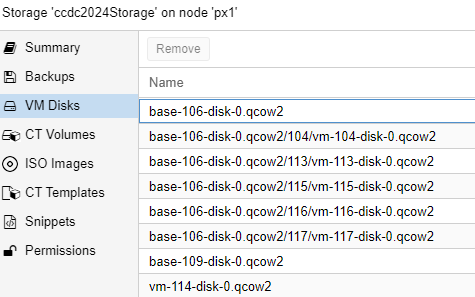 Storage 'ccdc2024Storage' on node 'px1'
Summary
Backups
VM Disks
CT Volumes
ISO Images
CT Templates
Snippets
Permissions
Remove
Name
base-106-disk-0.qcow2
base-106-disk-0.qcow2/104/vm-104-disk-0.qcow2
base-106-disk-0.qcow2/113/vm-113-disk-0.qcow2
base-106-disk-0.qcow2/115/vm-115-disk-0.qcow2
base-106-disk-0.qcow2/116/vm-116-disk-0.qcow2
base-106-disk-0.qcow2/117/vm-117-disk-0.qcow2
base-109-disk-0.qcow2
vm-114-disk-0.qcow2